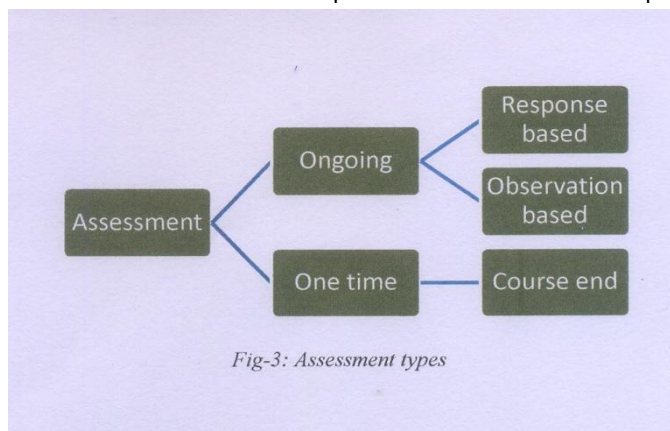 Response
based
Ongoing
Observation
based
Assessment
One time
Course end
Fig-3: Assessment types